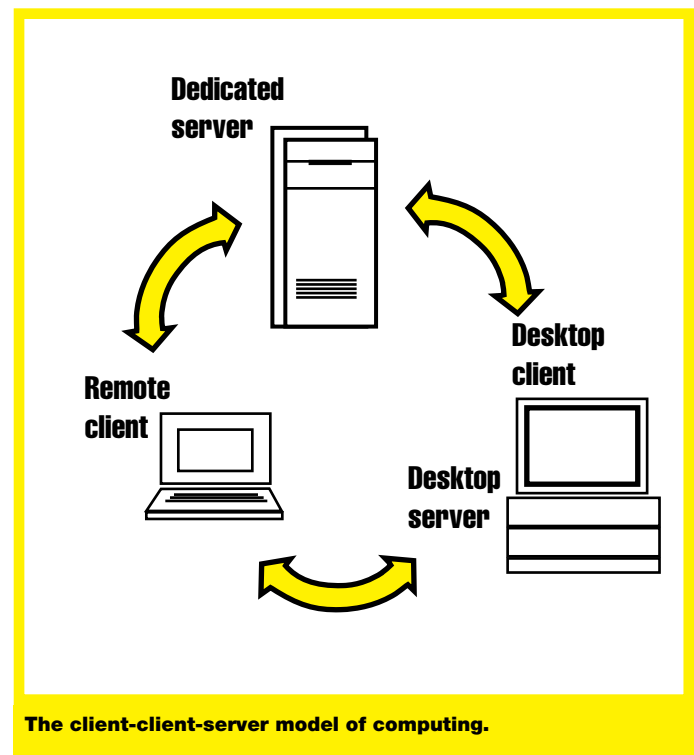 Dedicated
server
Desktop
client
Remote
client
Desktop
server
The client-client-server model of computing.